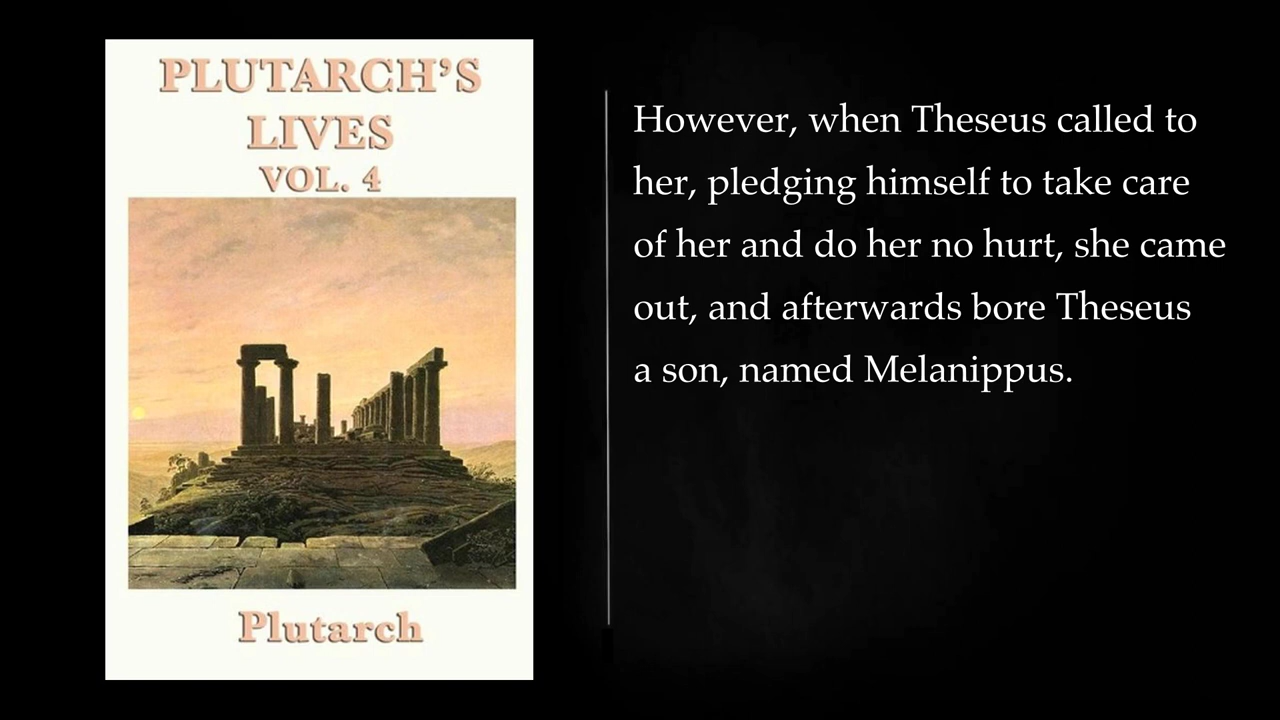 PLUTARCH'S
LIVES
VOL. 4
Plutarch
However, when Theseus called to
her, pledging himself to take care
of her and do her no hurt, she came
out, and afterwards bore Theseus
a son, named Melanippus.